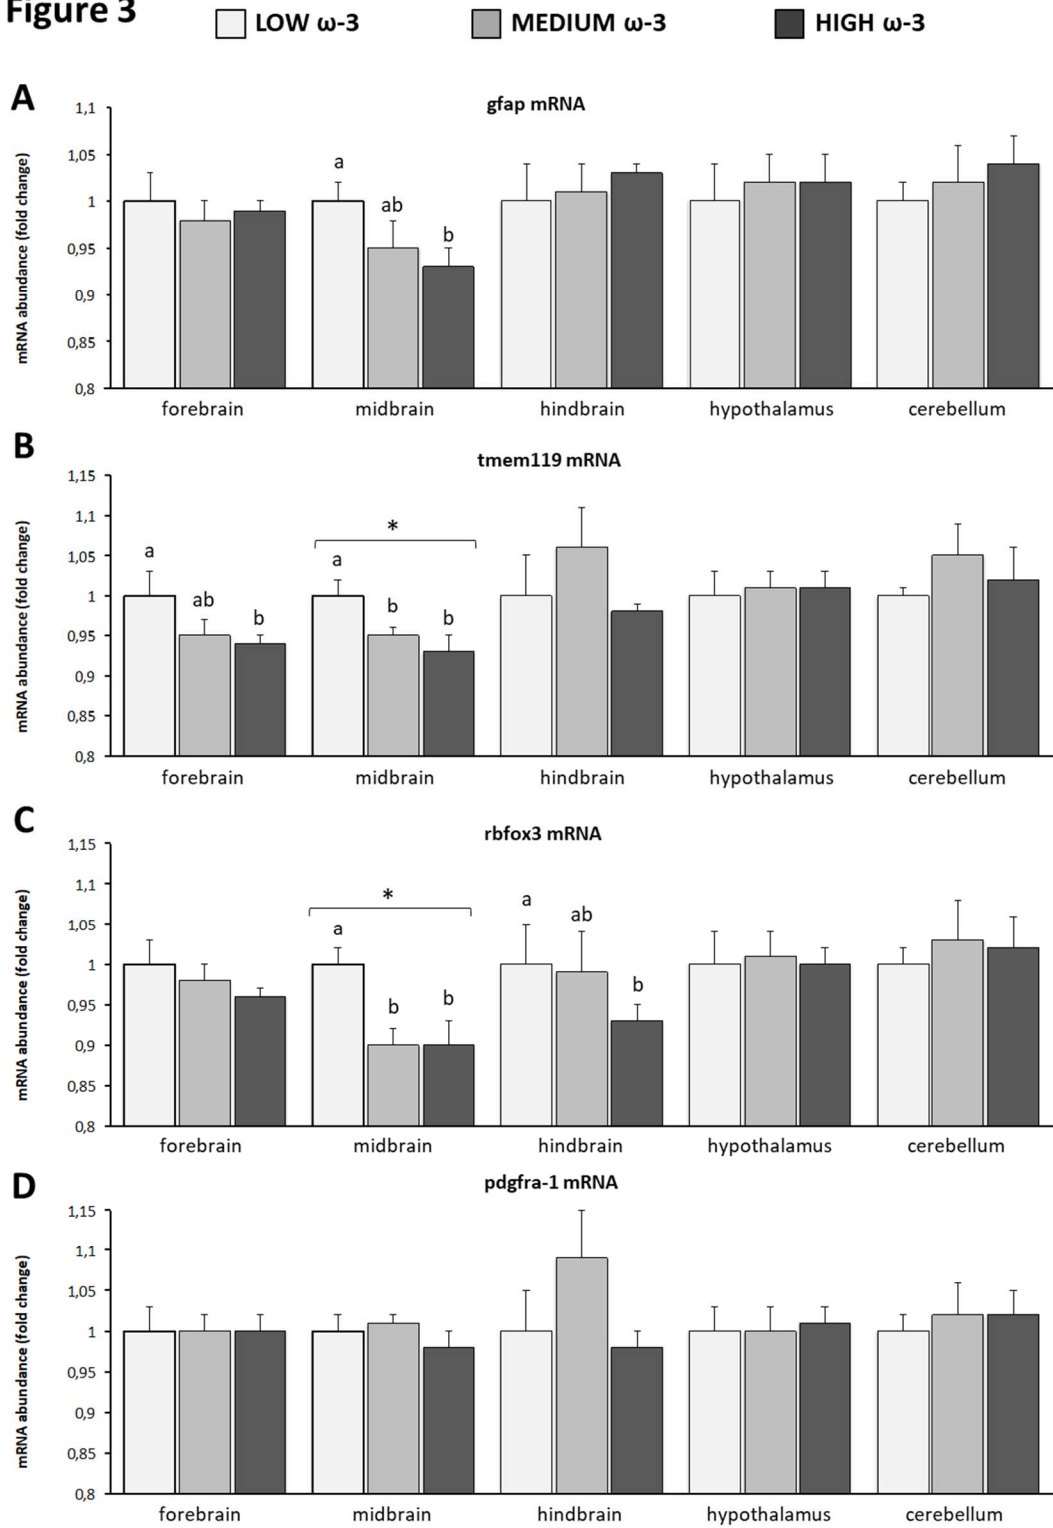 Figure 3
LOW ω-3 MEDIUM ω-3 HIGH ω-3
A
gfap mRNA
mRNA abundance (fold change)
1,1
1,05
1
0,95
0,9
0,85
0,8
a
ab
b
forebrain midbrain hindbrain hypothalamus cerebellum
B
tmem119 mRNA
mRNA abundance (fold change)
1,15
1,1
1,05
1
0,95
0,9
0,85
0,8
a
ab
b
*
a
b
b
forebrain midbrain hindbrain hypothalamus cerebellum
C
rbfox3 mRNA
mRNA abundance (fold change)
1,15
1,1
1,05
1
0,95
0,9
0,85
0,8
*
a
b
b
a
ab
b
forebrain midbrain hindbrain hypothalamus cerebellum
D
pdgfra-1 mRNA
mRNA abundance (fold change)
1,15
1,1
1,05
1
0,95
0,9
0,85
0,8
forebrain midbrain hindbrain hypothalamus cerebellum